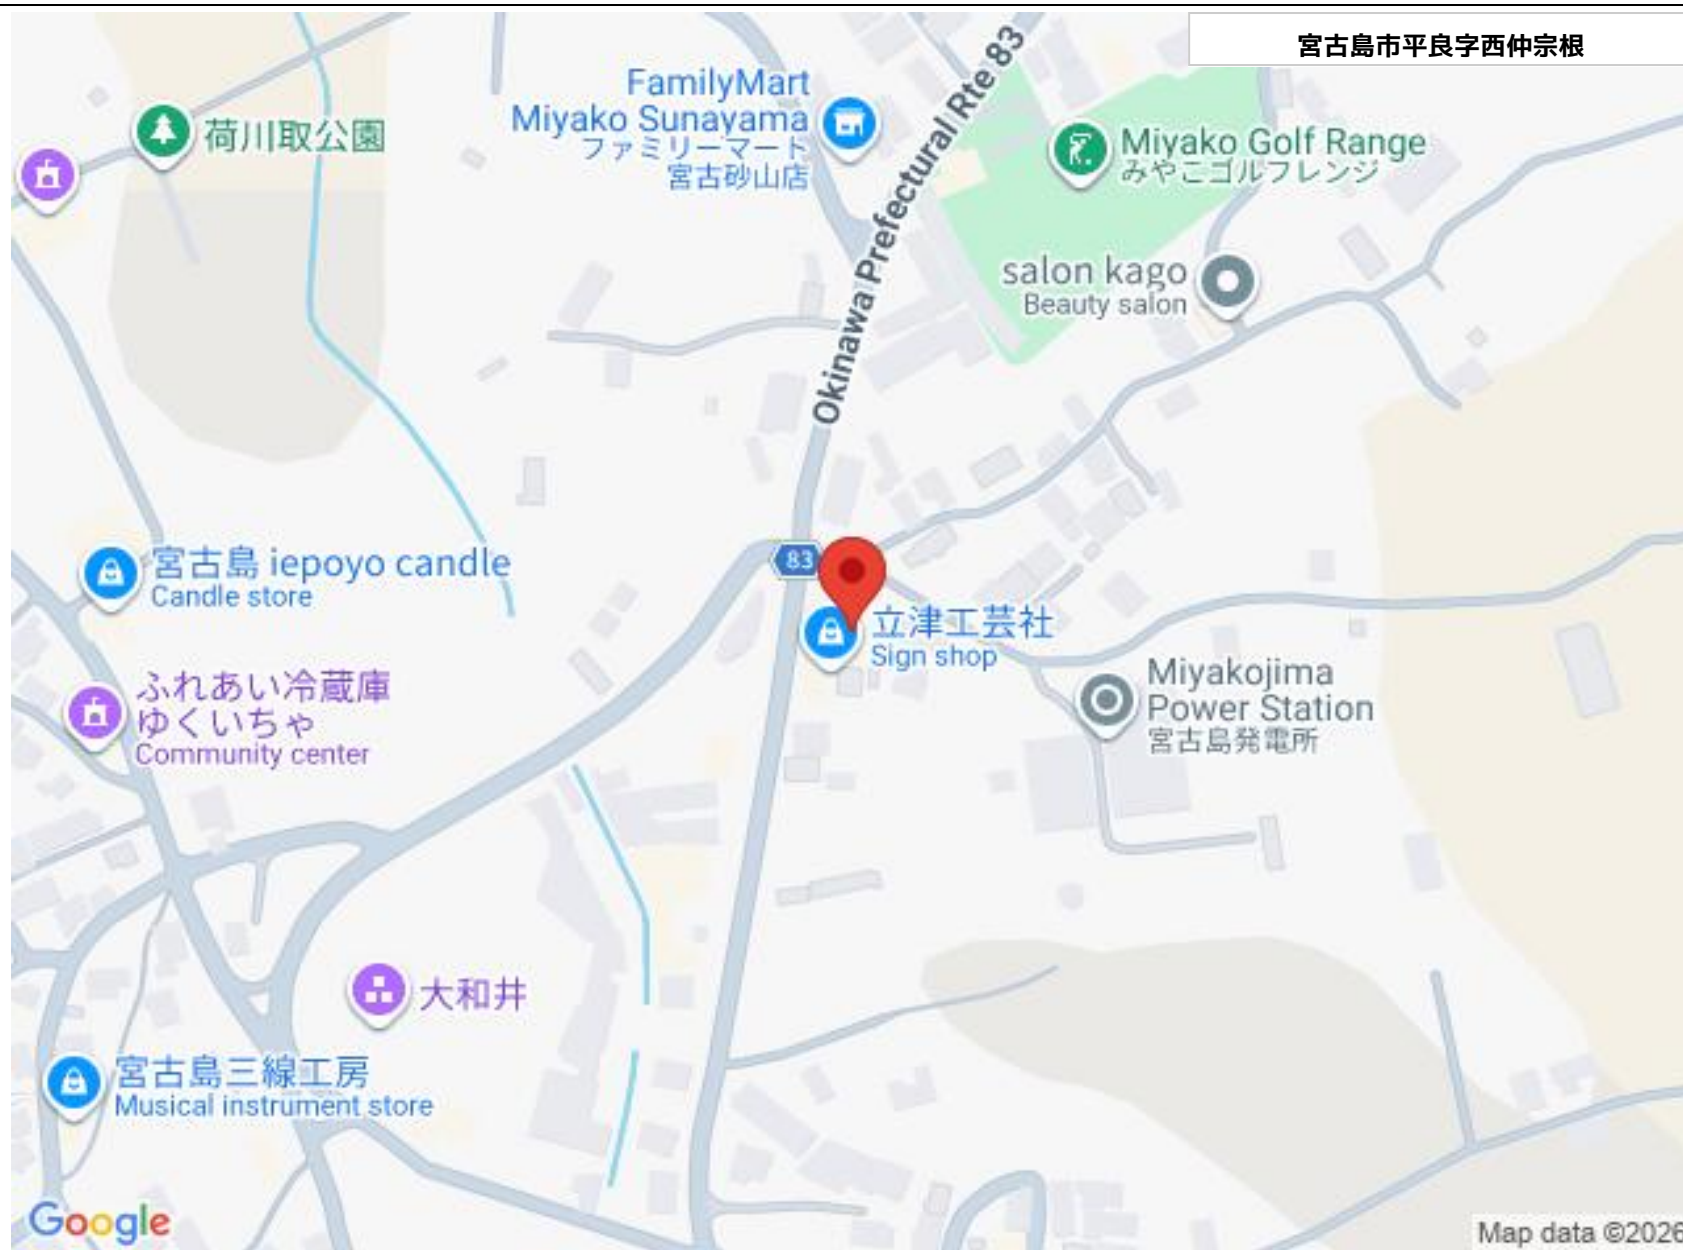 宮古島市平良字西仲宗根
FamilyMart
Miyako Sunayama
ファミリーマート
宮古砂山店
Okinawa Prefectural Rte 83
荷川取公園
Miyako Golf Range
みやこゴルフレンジ
salon kago
Beauty salon
宮古島 iepoyo candle
Candle store
83
立津工芸社
Sign shop
ふれあい冷蔵庫
ゆくいちゃ
Community center
Miyakojima
Power Station
宮古島発電所
大和井
宮古島三線工房
Musical instrument store
Google
Map data ©2026